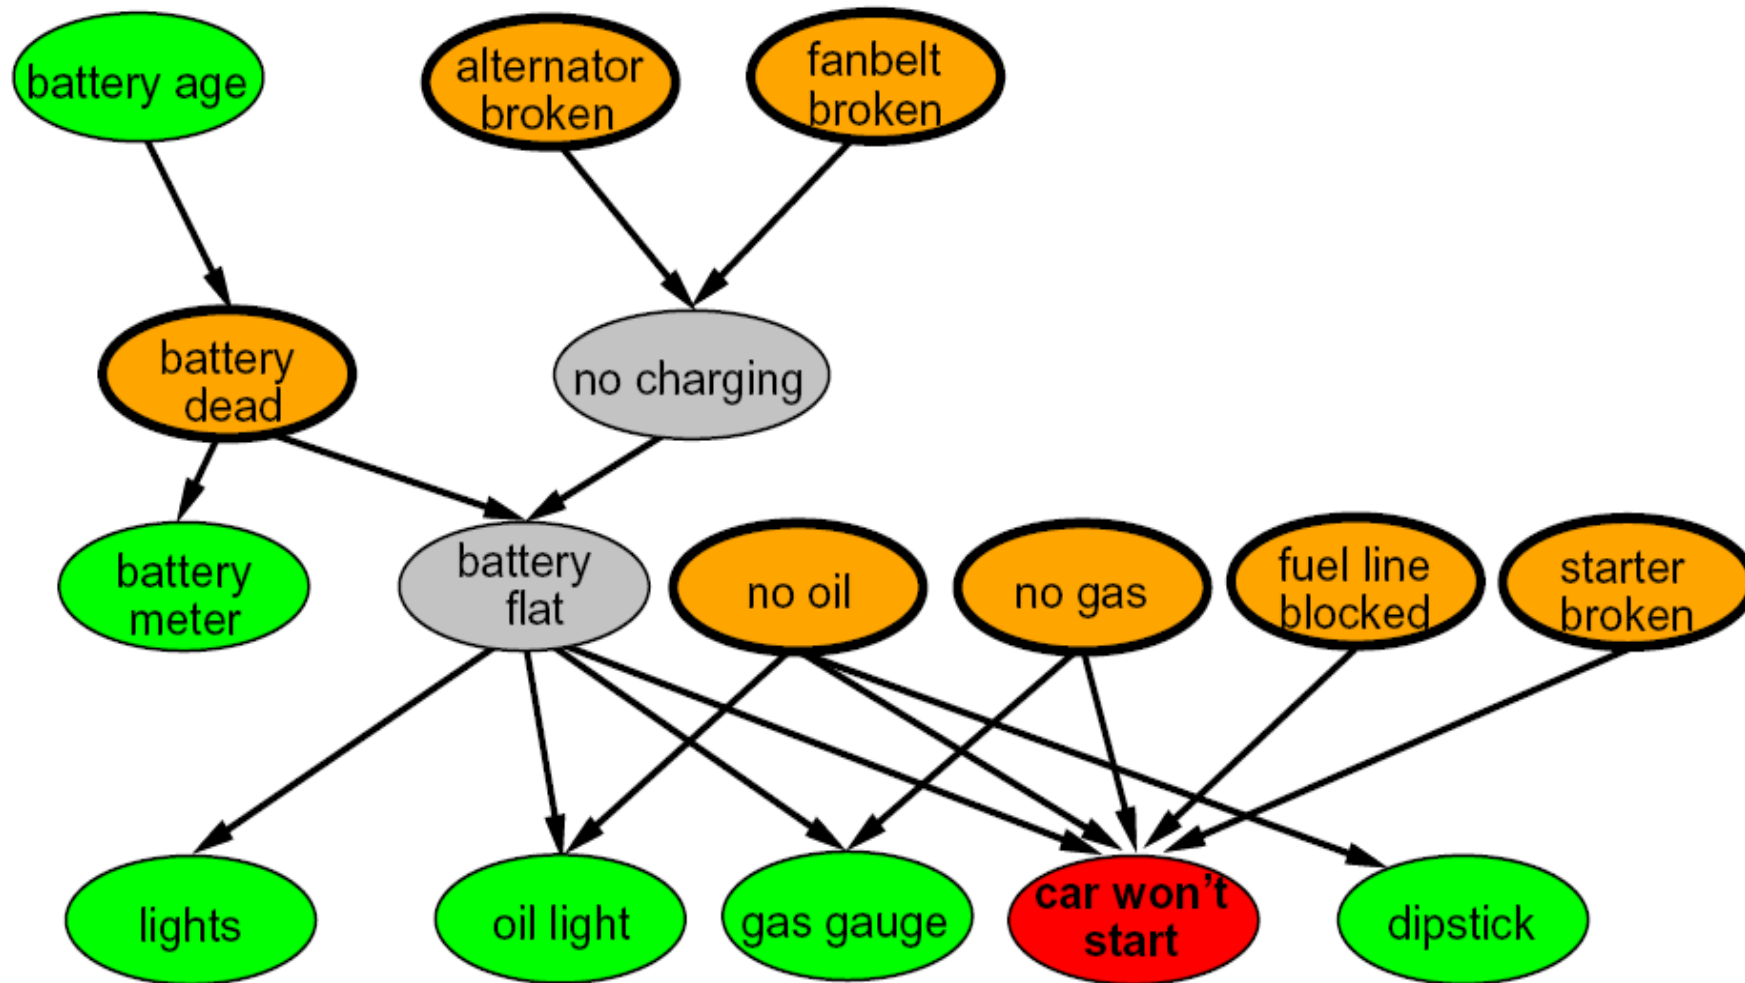 battery age
alternator
broken
fanbelt
broken
battery
dead
no charging
battery
meter
battery
flat
no oil
no gas
fuel line
blocked
starter
broken
lights
oil light
gas gauge
car won't
start
dipstick